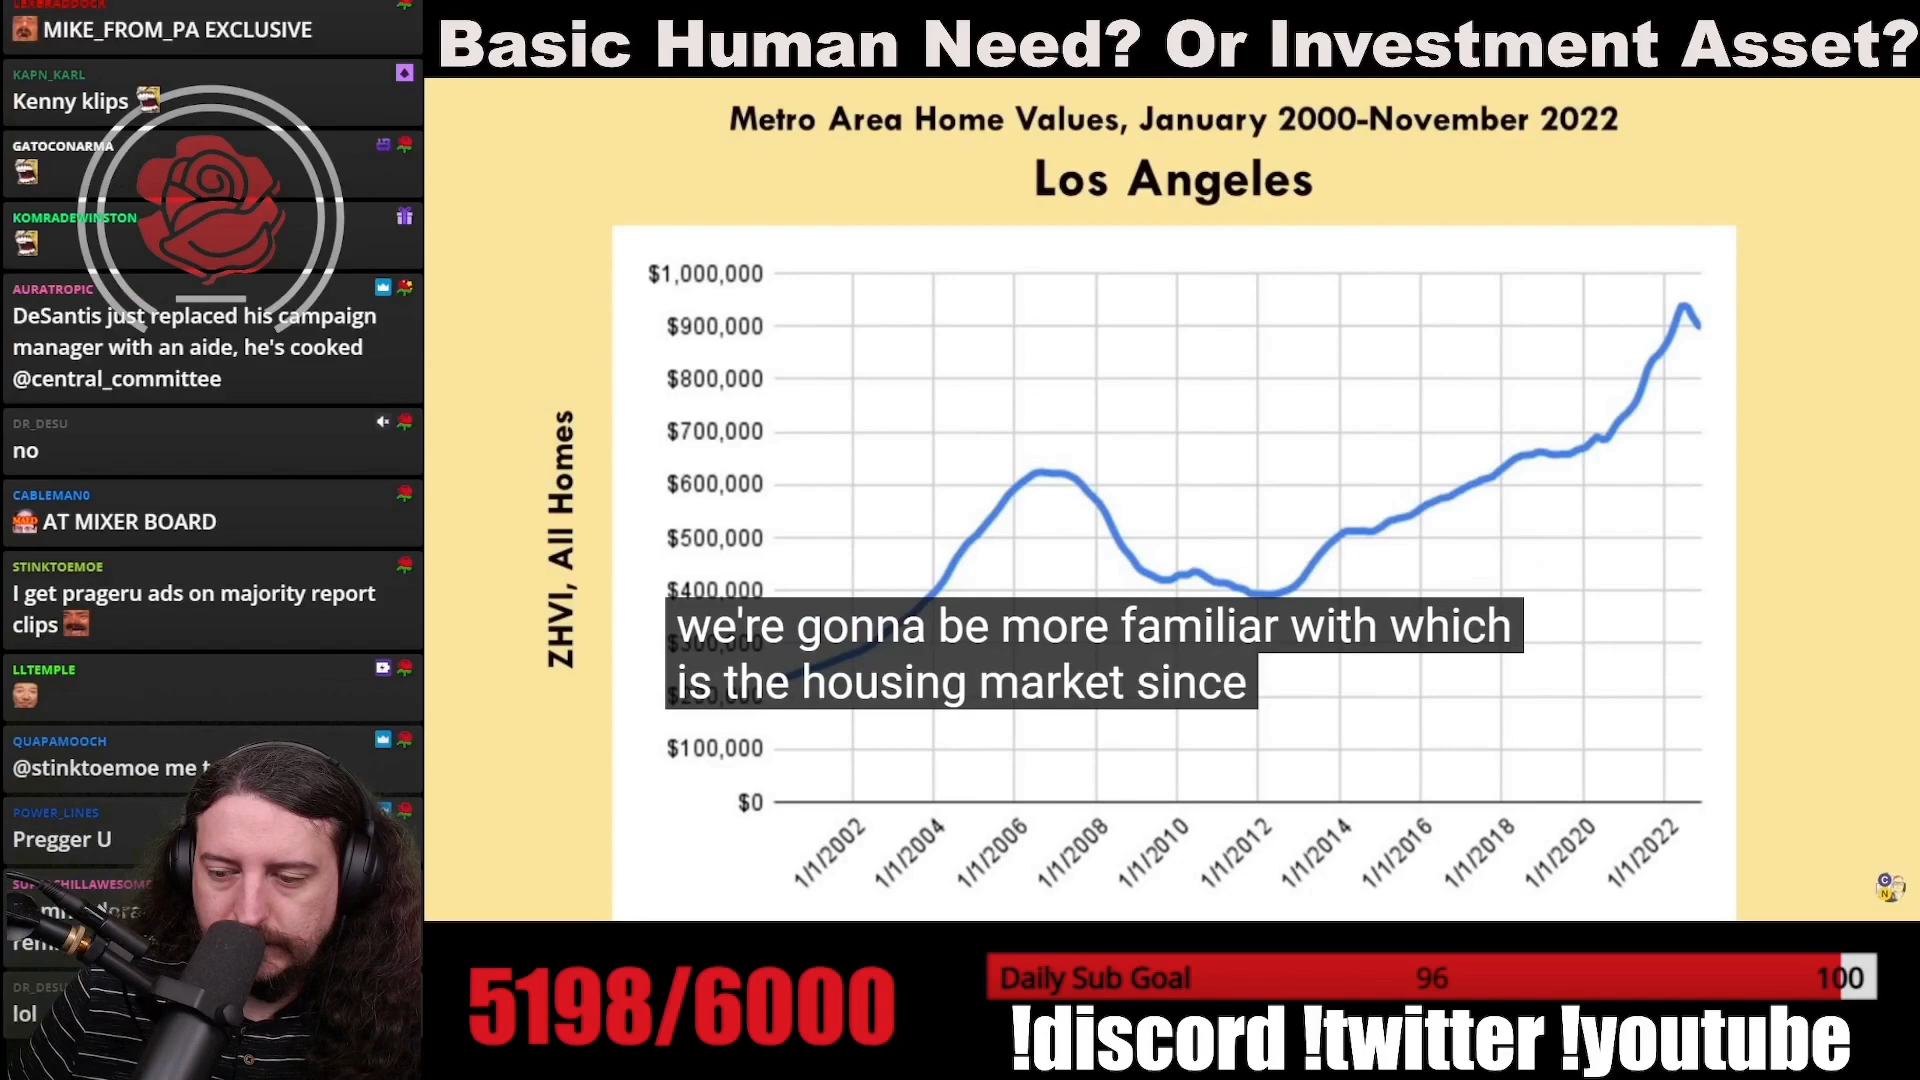 LEXBRADDOCK
MIKE_FROM_PA EXCLUSIVE
KAPN_KARL
Kenny klips
GATOCONARMA
KOMRADEWINSTON
AURATROPIC
DeSantis just replaced his campaign
manager with an aide, he's cooked
@central_committee
DR_DESU
no
CABLEMAN0
AT MIXER BOARD
STINKTOEMOE
I get prageru ads on majority report
clips
LLTEMPLE
QUAPAMOOCH
@stinktoemoe me
POWER_LINES
Pregger U
DR_DESU
lol
Basic Human Need? Or Investment Asset?
Metro Area Home Values, January 2000-November 2022
Los Angeles
ZHVI, All Homes
$1,000,000
$900,000
$800,000
$700,000
$600,000
$500,000
$400,000
$300,000
$200,000
$100,000
$0
1/1/2002
1/1/2004
1/1/2006
1/1/2008
1/1/2010
1/1/2012
1/1/2014
1/1/2016
1/1/2018
1/1/2020
1/1/2022
we're gonna be more familiar with which
is the housing market since
C
N
5198/6000
Daily Sub Goal 96 100
!discord !twitter !youtube